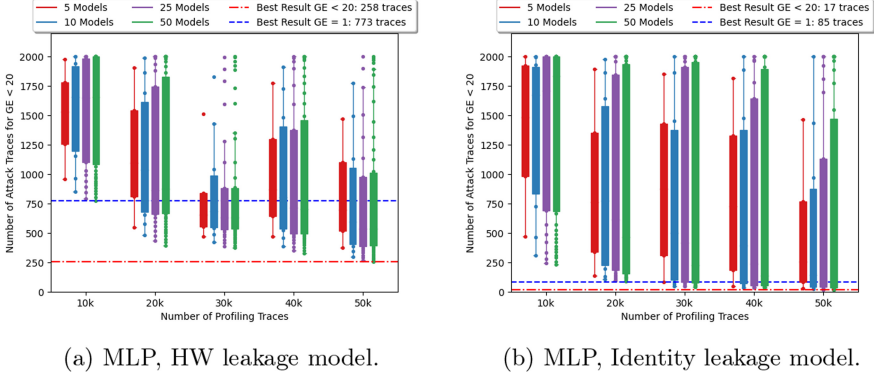 5 Models
25 Models
Best Result GE < 20: 258 traces
10 Models
50 Models
Best Result GE = 1: 773 traces
Number of Attack Traces for GE < 20
2000
1750
1500
1250
1000
750
500
250
0
10k
20k
30k
40k
50k
Number of Profiling Traces
(a) MLP, HW leakage model.
5 Models
25 Models
Best Result GE < 20: 17 traces
10 Models
50 Models
Best Result GE = 1: 85 traces
Number of Attack Traces for GE < 20
2000
1750
1500
1250
1000
750
500
250
0
10k
20k
30k
40k
50k
Number of Profiling Traces
(b) MLP, Identity leakage model.